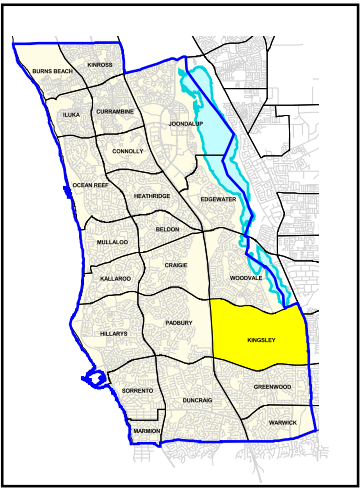 KINROSS
BURNS BEACH
CURRAMBINE
ILUKA
JOONDALUP
CONNOLLY
OCEAN REEF
HEATHRIDGE
EDGEWATER
BELDON
MULLALOO
CRAIGIE
KALLAROO
WOODVALE
PADBURY
HILLARYS
KINGSLEY
GREENWOOD
SORRENTO
DUNCRAIG
WARWICK
MARMION